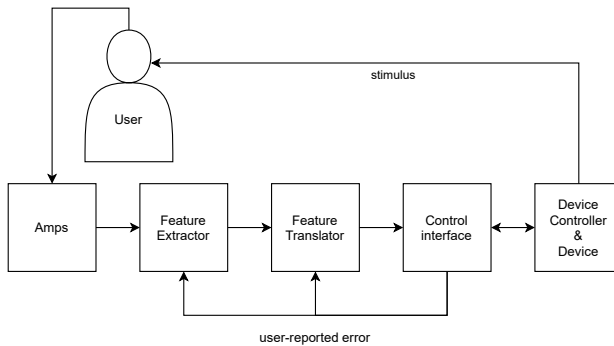 stimulus
User
Amps
Feature
Extractor
Feature
Translator
Control
interface
Device
Controller
&
Device
user-reported error